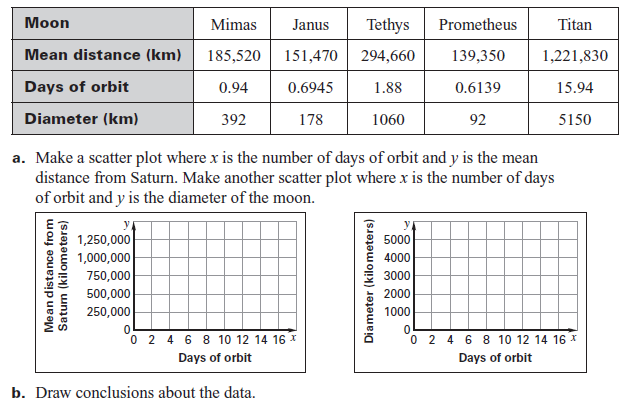 Moon Mimas Janus Tethys Prometheus Titan
Mean distance (km) 185,520 151,470 294,660 139,350 1,221,830
Days of orbit 0.94 0.6945 1.88 0.6139 15.94
Diameter (km) 392 178 1060 92 5150
a. Make a scatter plot where x is the number of days of orbit and y is the mean
distance from Saturn. Make another scatter plot where x is the number of days
of orbit and y is the diameter of the moon.
Mean distance from
Saturn (kilometers)
y
1,250,000
1,000,000
750,000
500,000
250,000
0
0 2 4 6 8 10 12 14 16 x
Days of orbit
Diameter (kilometers)
y
5000
4000
3000
2000
1000
0
0 2 4 6 8 10 12 14 16 x
Days of orbit
b. Draw conclusions about the data.